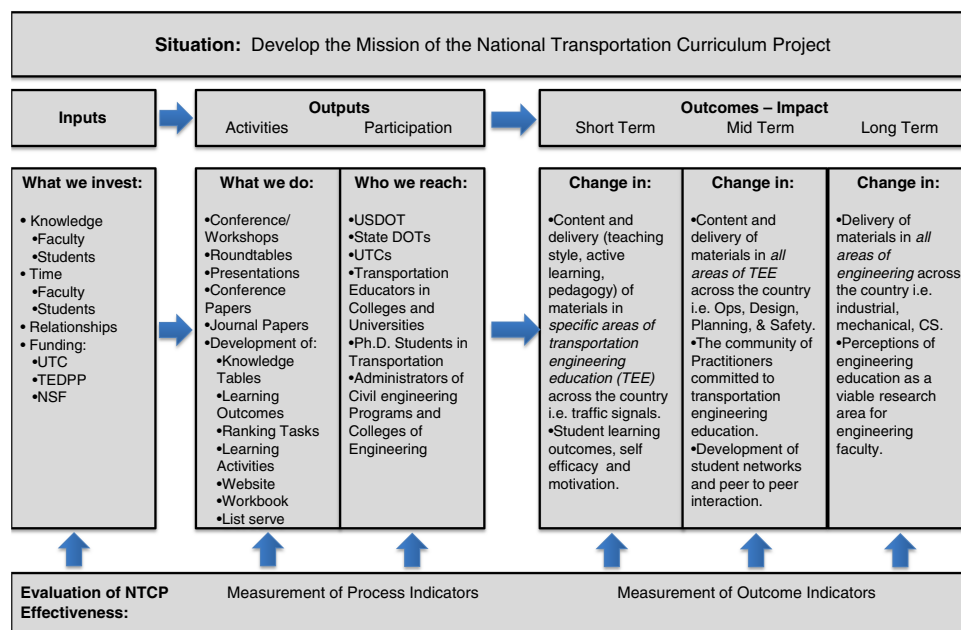 Situation: Develop the Mission of the National Transportation Curriculum Project
Inputs
Outputs
Activities Participation
Outcomes – Impact
Short Term Mid Term Long Term
What we invest:
• Knowledge
•Faculty
•Students
• Time
•Faculty
•Students
• Relationships
• Funding:
•UTC
•TEDPP
•NSF
What we do:
•Conference/
Workshops
•Roundtables
•Presentations
•Conference
Papers
•Journal Papers
•Development of:
•Knowledge
Tables
•Learning
Outcomes
•Ranking Tasks
•Learning
Activities
•Website
•Workbook
•List serve
Who we reach:
•USDOT
•State DOTs
•UTCs
•Transportation
Educators in
Colleges and
Universities
•Ph.D. Students in
Transportation
•Administrators of
Civil engineering
Programs and
Colleges of
Engineering
Change in:
•Content and
delivery (teaching
style, active
learning,
pedagogy) of
materials in
specific areas of
transportation
engineering
education (TEE)
across the country
i.e. traffic signals.
•Student learning
outcomes, self
efficacy and
motivation.
Change in:
•Content and
delivery of
materials in all
areas of TEE
across the country
i.e. Ops, Design,
Planning, & Safety.
•The community of
Practitioners
committed to
transportation
engineering
education.
•Development of
student networks
and peer to peer
interaction.
Change in:
•Delivery of
materials in all
areas of
engineering across
the country i.e.
industrial,
mechanical, CS.
•Perceptions of
engineering
education as a
viable research
area for
engineering
faculty.
Evaluation of NTCP
Effectiveness:
Measurement of Process Indicators
Measurement of Outcome Indicators